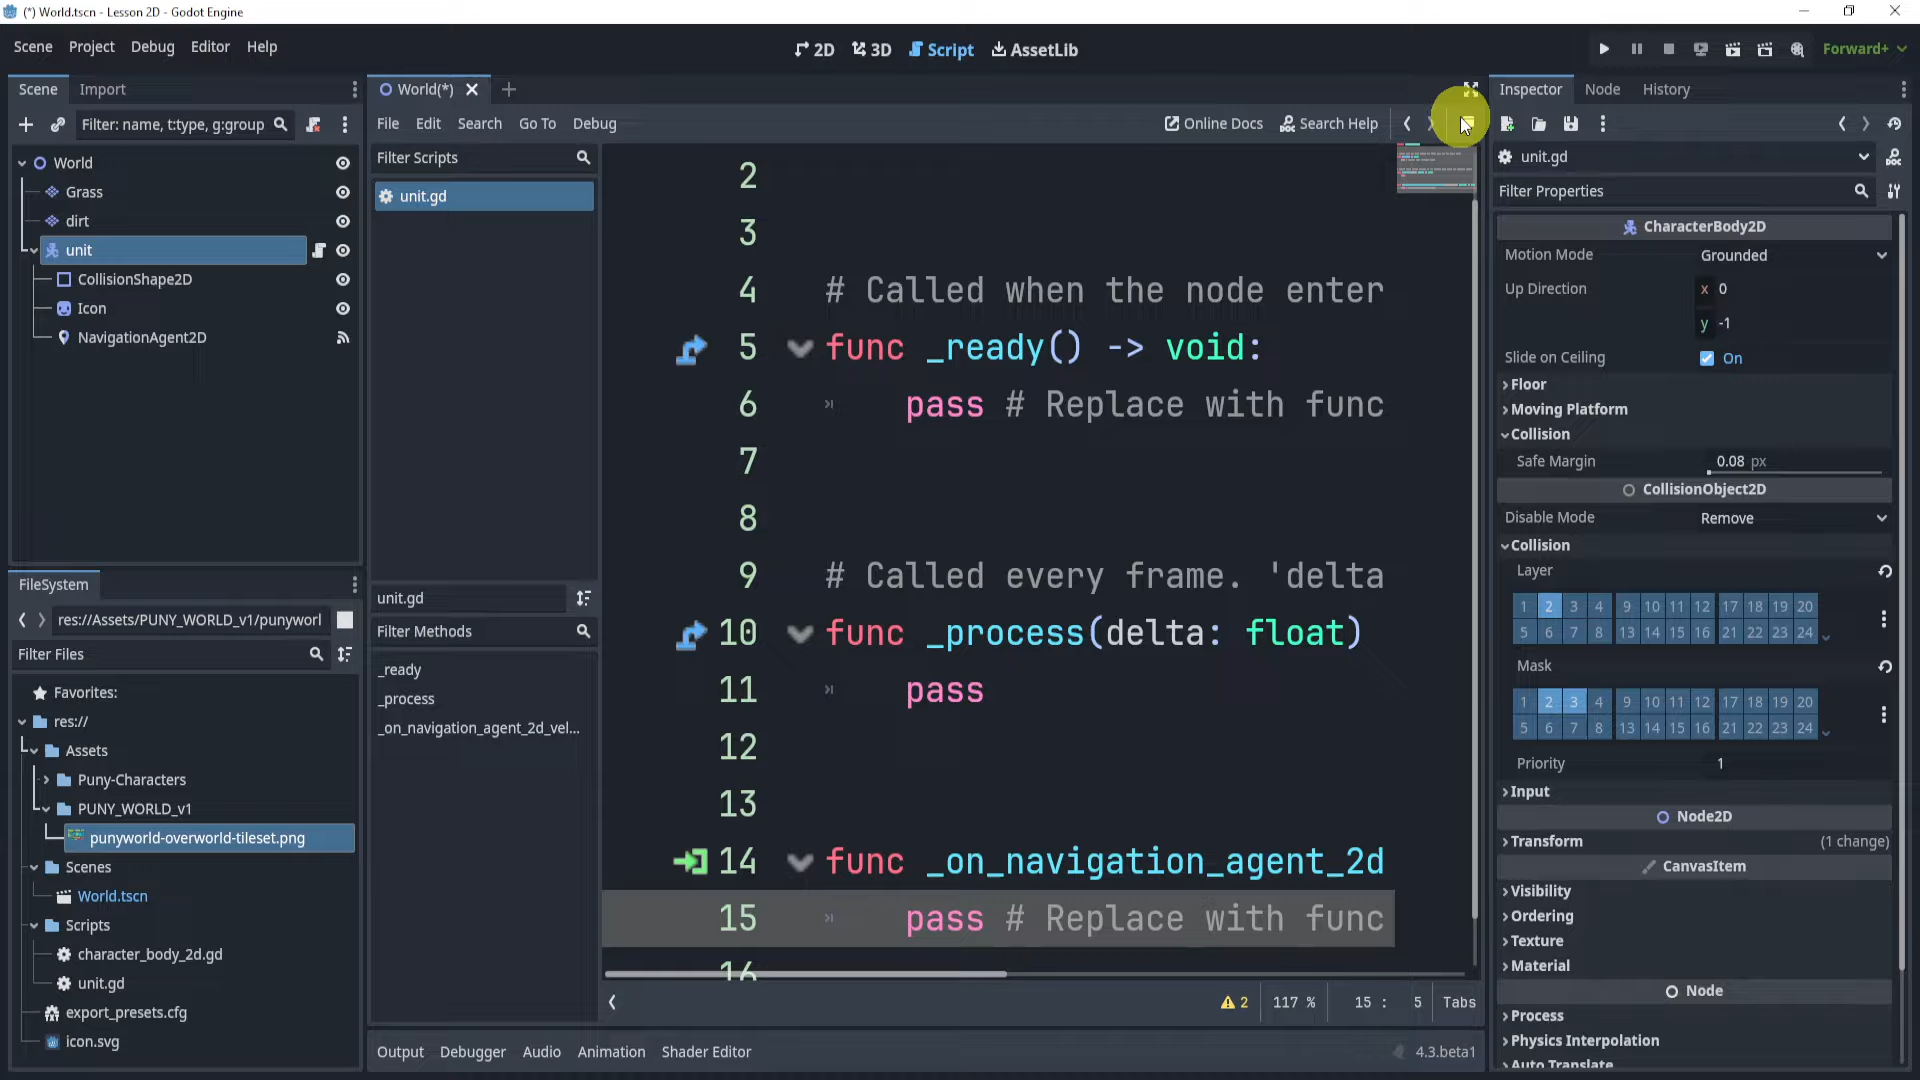 (*) World.tscn - Lesson 2D - Godot Engine
Scene Project Debug Editor Help
2D 3D Script AssetLib
Forward+
Scene Import
Filter: name, t:type, g:group
World
Grass
dirt
unit
CollisionShape2D
Icon
NavigationAgent2D
FileSystem
res://Assets/PUNY_WORLD_v1/punyworl
Filter Files
Favorites:
res://
Assets
Puny-Characters
PUNY_WORLD_v1
punyworld-overworld-tileset.png
Scenes
World.tscn
Scripts
character_body_2d.gd
unit.gd
export_presets.cfg
icon.svg
World(*)
File Edit Search Go To Debug
Online Docs Search Help
Filter Scripts
unit.gd
unit.gd
Filter Methods
_ready
_process
_on_navigation_agent_2d_vel...
2
3
4 # Called when the node enter
5 func _ready() -> void:
6 pass # Replace with func
7
8
9 # Called every frame. 'delta
10 func _process(delta: float)
11 pass
12
13
14 func _on_navigation_agent_2d
15 pass # Replace with func
16
2 117 % 15 : 5 Tabs
Output Debugger Audio Animation Shader Editor 4.3.beta1
Inspector Node History
unit.gd
Filter Properties
CharacterBody2D
Motion Mode Grounded
Up Direction x 0
y -1
Slide on Ceiling On
Floor
Moving Platform
Collision
Safe Margin 0.08 px
CollisionObject2D
Disable Mode Remove
Collision
Layer
1 2 3 4 9 10 11 12 17 18 19 20
5 6 7 8 13 14 15 16 21 22 23 24
Mask
1 2 3 4 9 10 11 12 17 18 19 20
5 6 7 8 13 14 15 16 21 22 23 24
Priority 1
Input
Node2D
Transform (1 change)
CanvasItem
Visibility
Ordering
Texture
Material
Node
Process
Physics Interpolation
Auto Translate